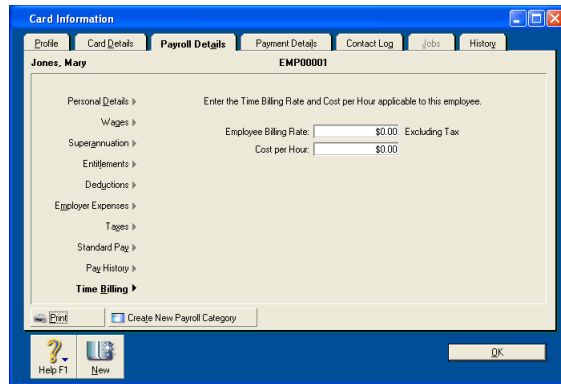 Card Information
Profile Card Details Payroll Details Payment Details Contact Log Jobs History
Jones, Mary EMP00001
Personal Details
Enter the Time Billing Rate and Cost per Hour applicable to this employee.
Wages
Employee Billing Rate: $0.00 Excluding Tax
Superannuation
Cost per Hour: $0.00
Entitlements
Deductions
Employer Expenses
Taxes
Standard Pay
Pay History
Time Billing
Print Create New Payroll Category
Help F1 New OK